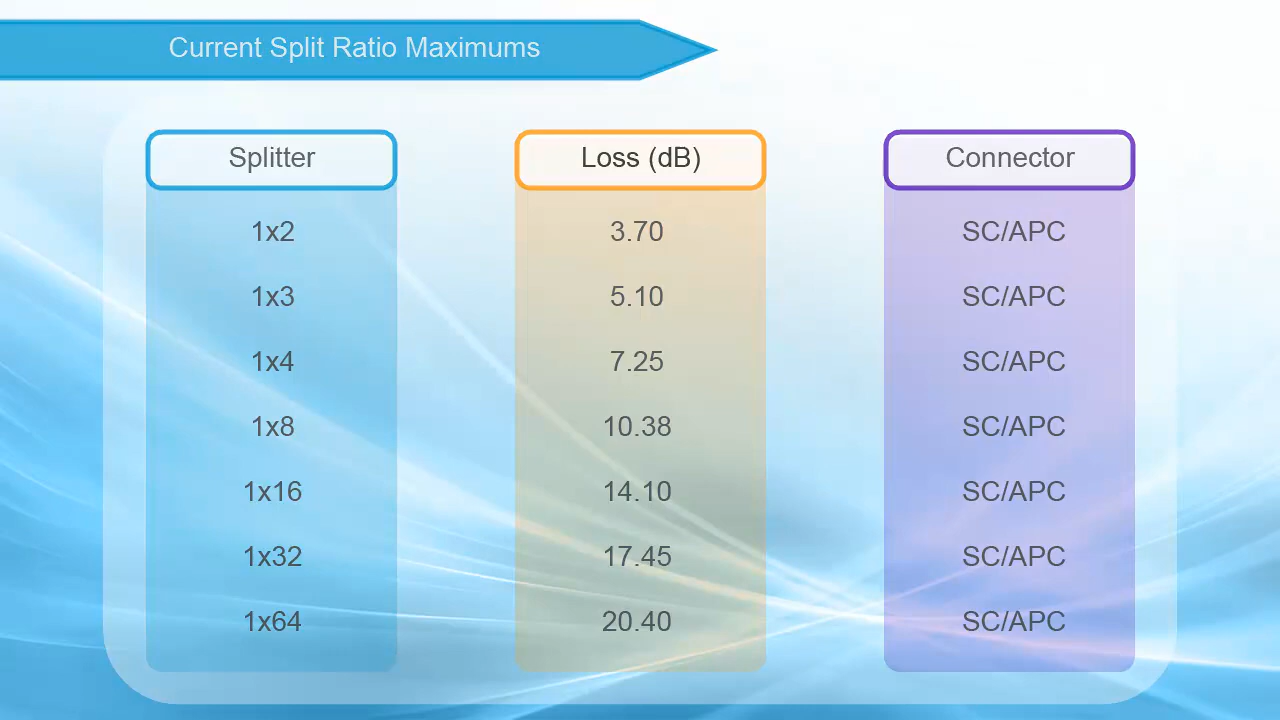 Current Split Ratio Maximums
Splitter Loss (dB) Connector
1x2 3.70 SC/APC
1x3 5.10 SC/APC
1x4 7.25 SC/APC
1x8 10.38 SC/APC
1x16 14.10 SC/APC
1x32 17.45 SC/APC
1x64 20.40 SC/APC